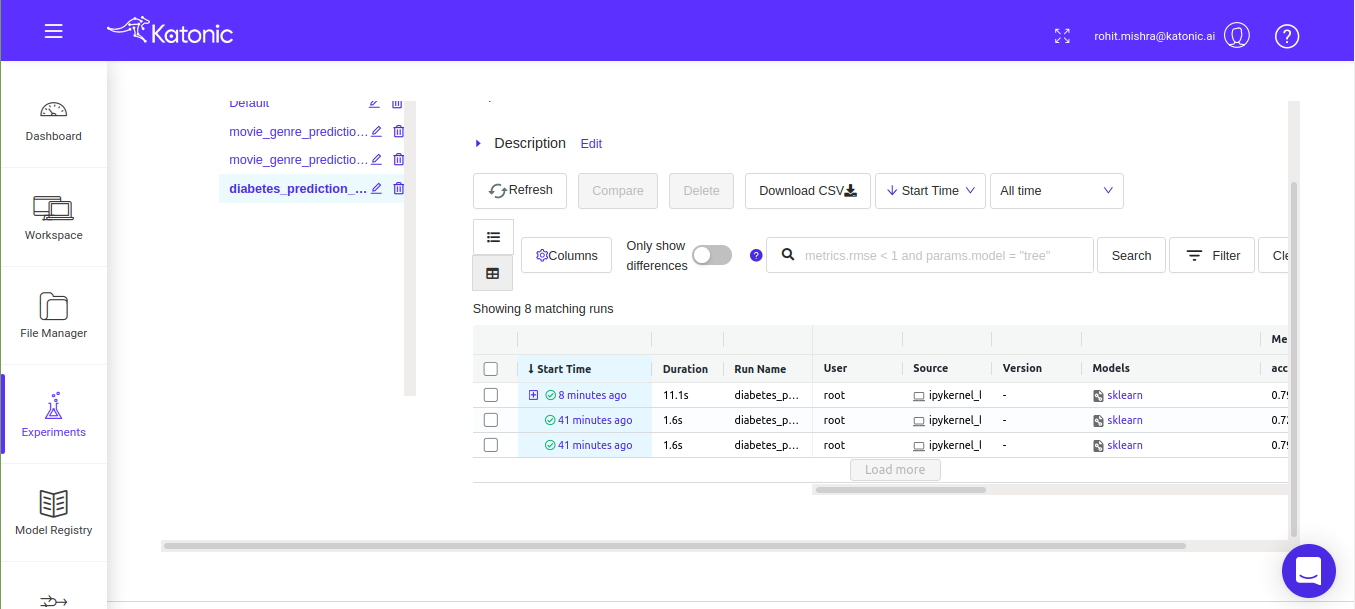 Katonic
rohit.mishra@katonic.ai
?
Dashboard
Workspace
File Manager
Experiments
Model Registry
Default
movie_genre_predictio...
movie_genre_predictio...
diabetes_prediction_...
Description Edit
Refresh Compare Delete Download CSV Start Time All time
Columns
Only show
differences
?
metrics.rmse < 1 and params.model = "tree"
Search Filter Cle
Showing 8 matching runs
Me
Start Time Duration Run Name User Source Version Models acc
8 minutes ago 11.1s diabetes_p... root ipykernel_l - sklearn 0.79
41 minutes ago 1.6s diabetes_p... root ipykernel_l - sklearn 0.7
41 minutes ago 1.6s diabetes_p... root ipykernel_l - sklearn 0.79
Load more